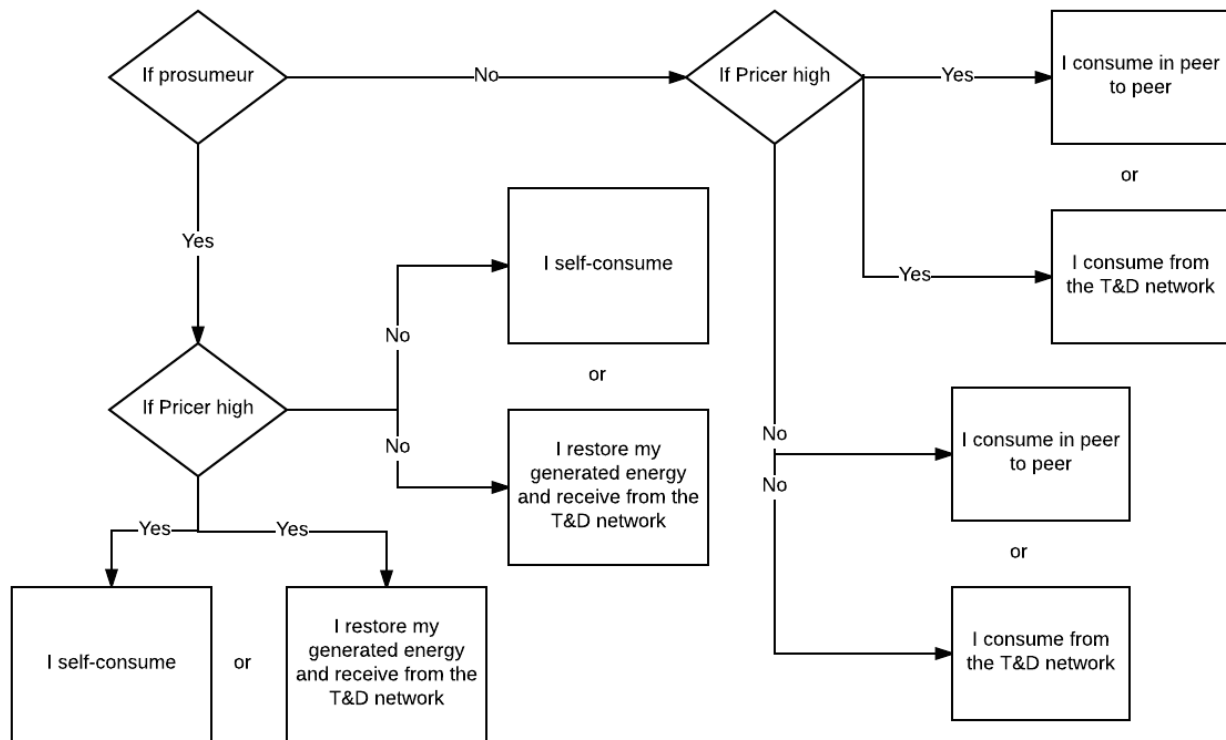 If prosumeur
No
If Pricer high
Yes
I consume in peer
to peer
or
Yes
I consume from
the T&D network
Yes
I self-consume
No
or
If Pricer high
No
I restore my
generated energy
and receive from the
T&D network
No
I consume in peer
to peer
No
or
I consume from
the T&D network
Yes
Yes
I self-consume
or
I restore my
generated energy
and receive from the
T&D network